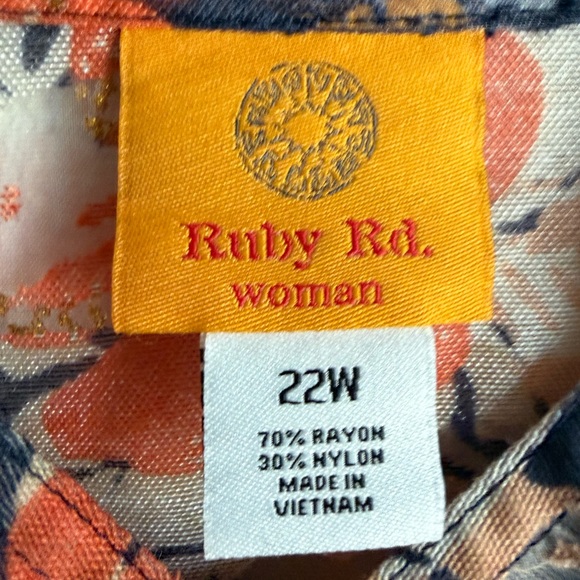 Ruby Rd.
woman
22W
70% RAYON
30% NYLON
MADE IN
VIETNAM